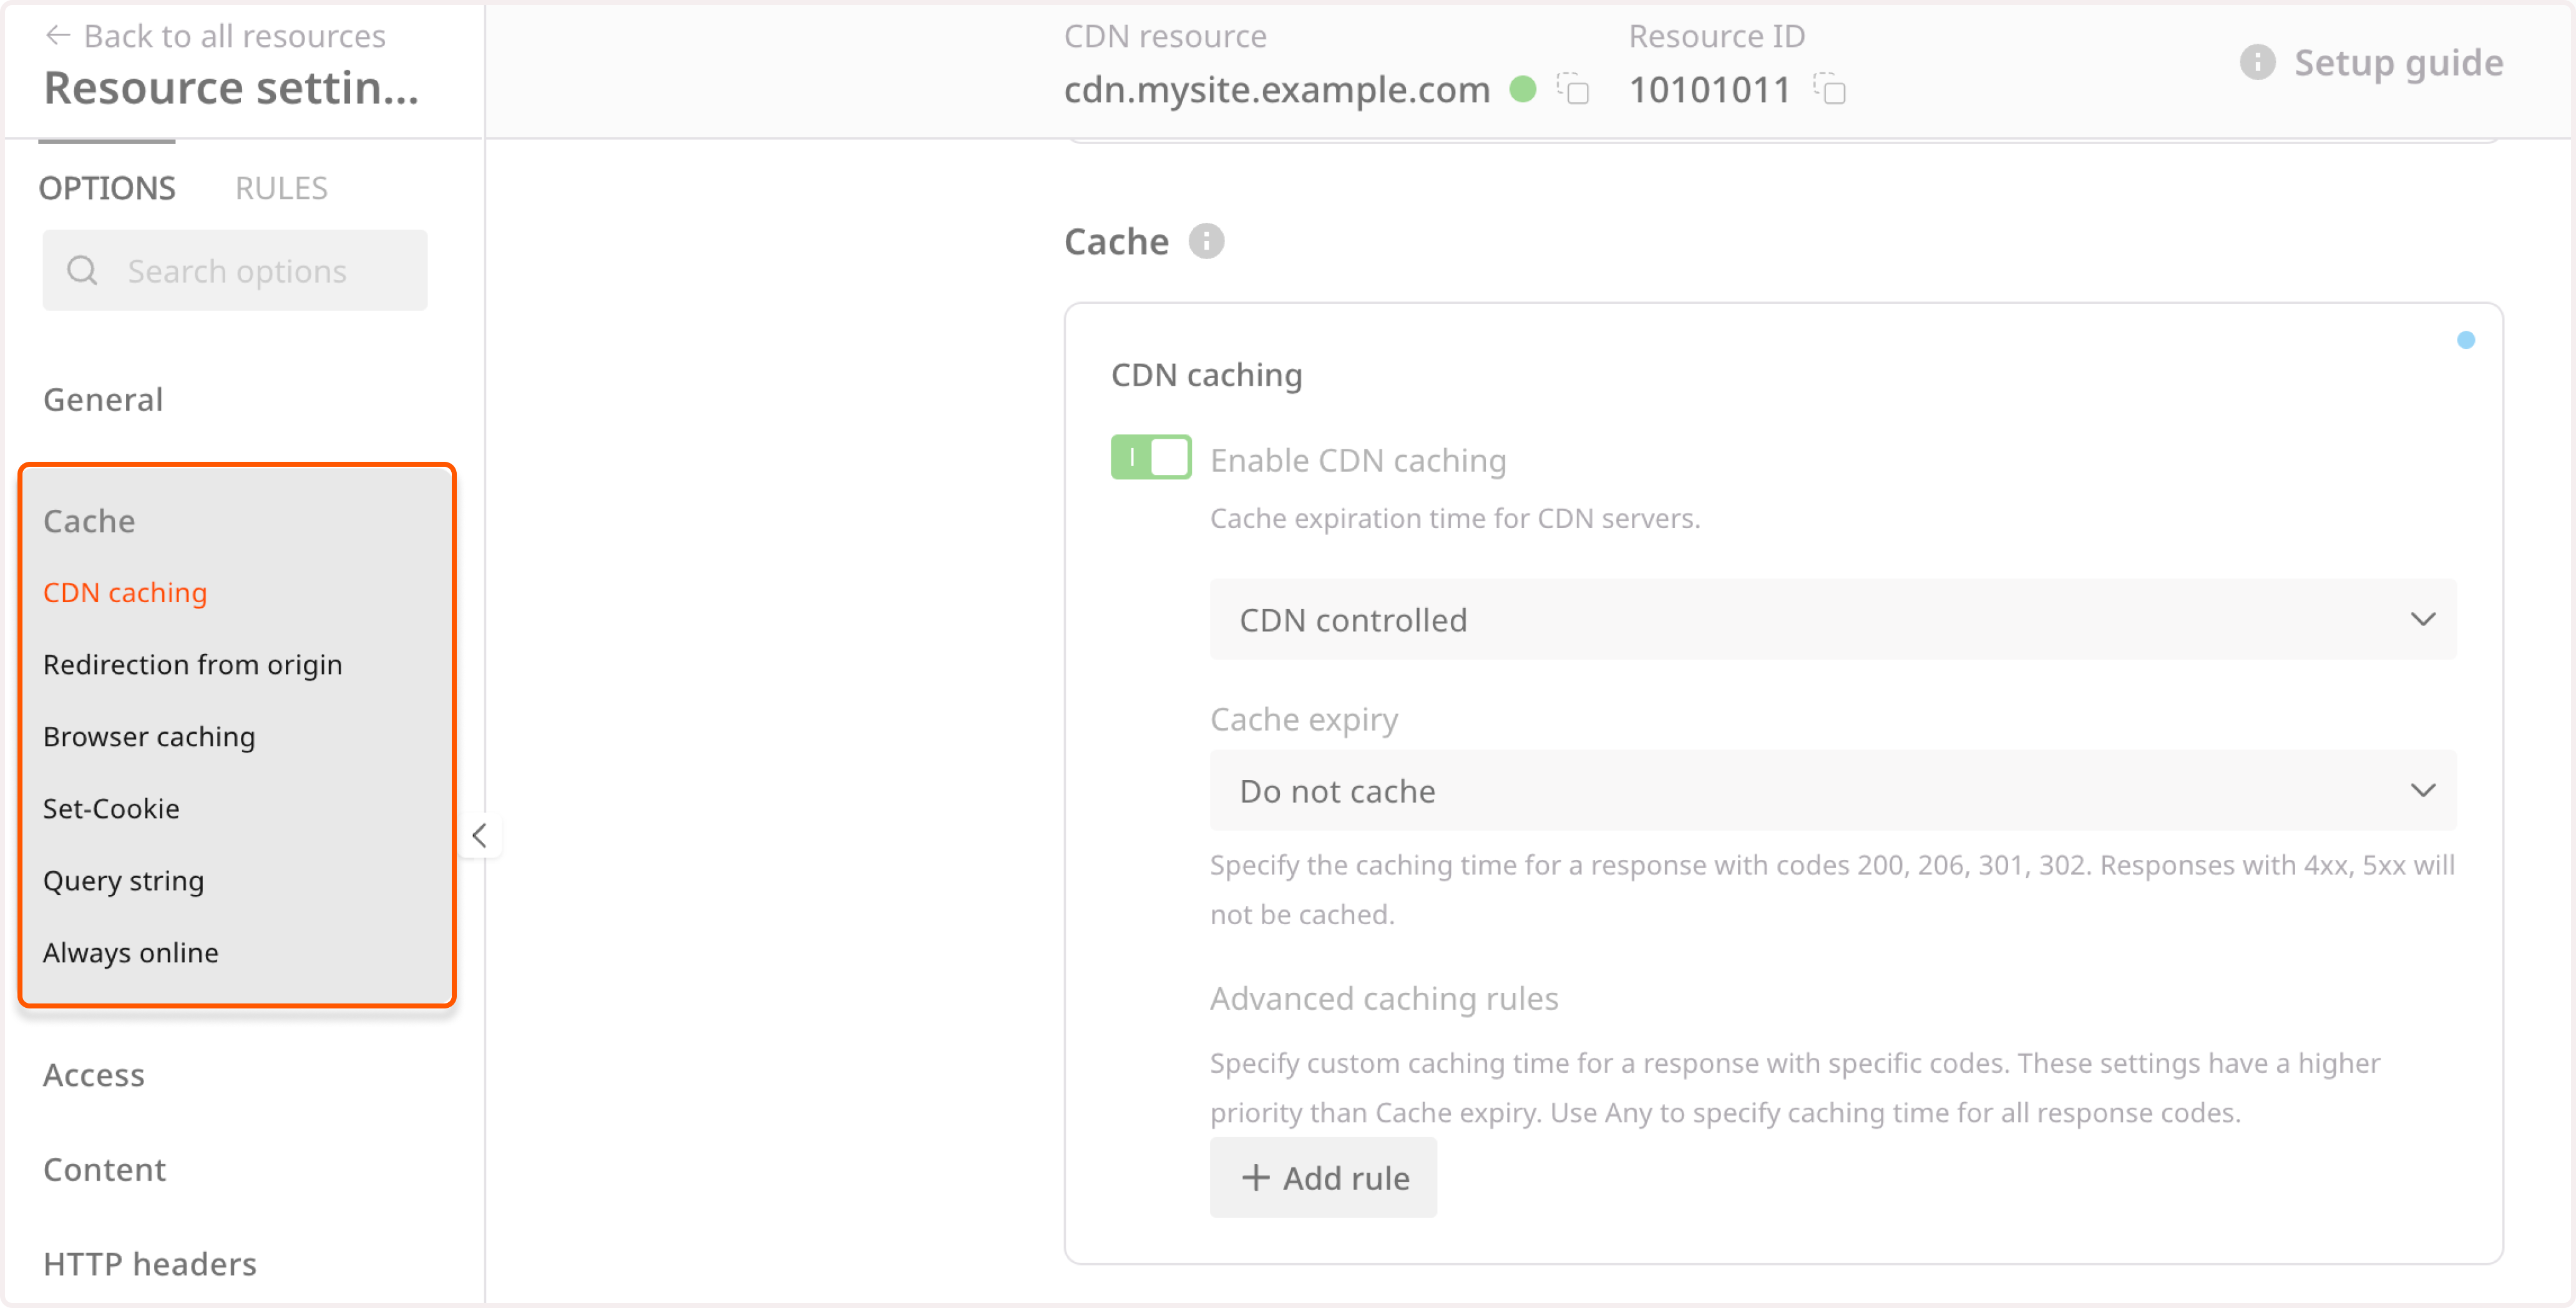 Back to all resources
Resource settin...
CDN resource
cdn.mysite.example.com
Resource ID
10101011
Setup guide
OPTIONS
RULES
Search options
General
Cache
CDN caching
Redirection from origin
Browser caching
Set-Cookie
Query string
Always online
Access
Content
HTTP headers
Cache
CDN caching
Enable CDN caching
Cache expiration time for CDN servers.
CDN controlled
Cache expiry
Do not cache
Specify the caching time for a response with codes 200, 206, 301, 302. Responses with 4xx, 5xx will
not be cached.
Advanced caching rules
Specify custom caching time for a response with specific codes. These settings have a higher
priority than Cache expiry. Use Any to specify caching time for all response codes.
Add rule